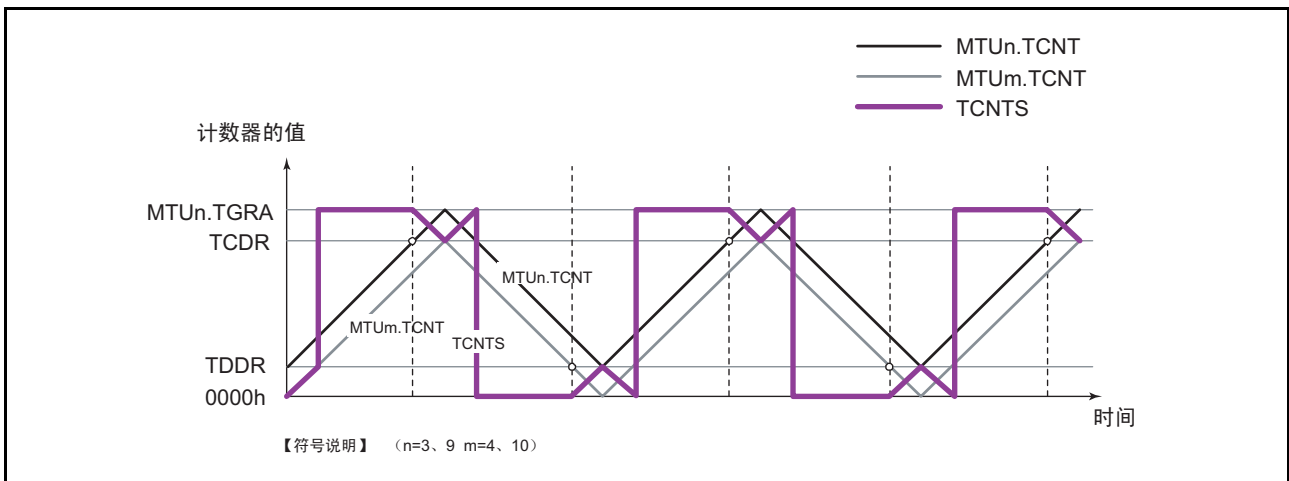 MTUn.TCNT
MTUm.TCNT
TCNTS
计数器的值
MTUn.TGRA
TCDR
MTUn.TCNT
MTUm.TCNT
TCNTS
TDDR
0000h
时间
【符号说明】 （n=3、9 m=4、10）